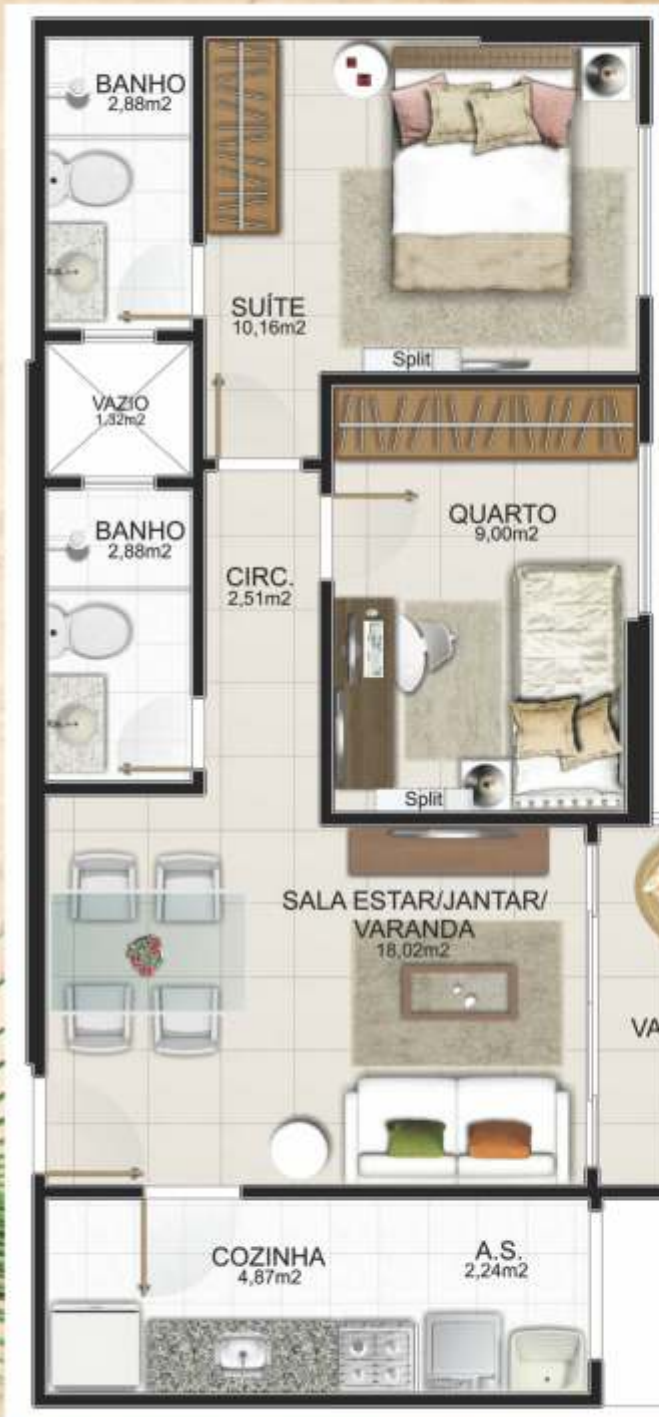 BANHO
2,88m2
SUÍTE
10,16m2
Split
VAZIO
1,32m2
BANHO
2,88m2
QUARTO
9,00m2
CIRC.
2,51m2
Split
SALA ESTAR/JANTAR/
VARANDA
18,02m2
VA
COZINHA
4,87m2
A.S.
2,24m2